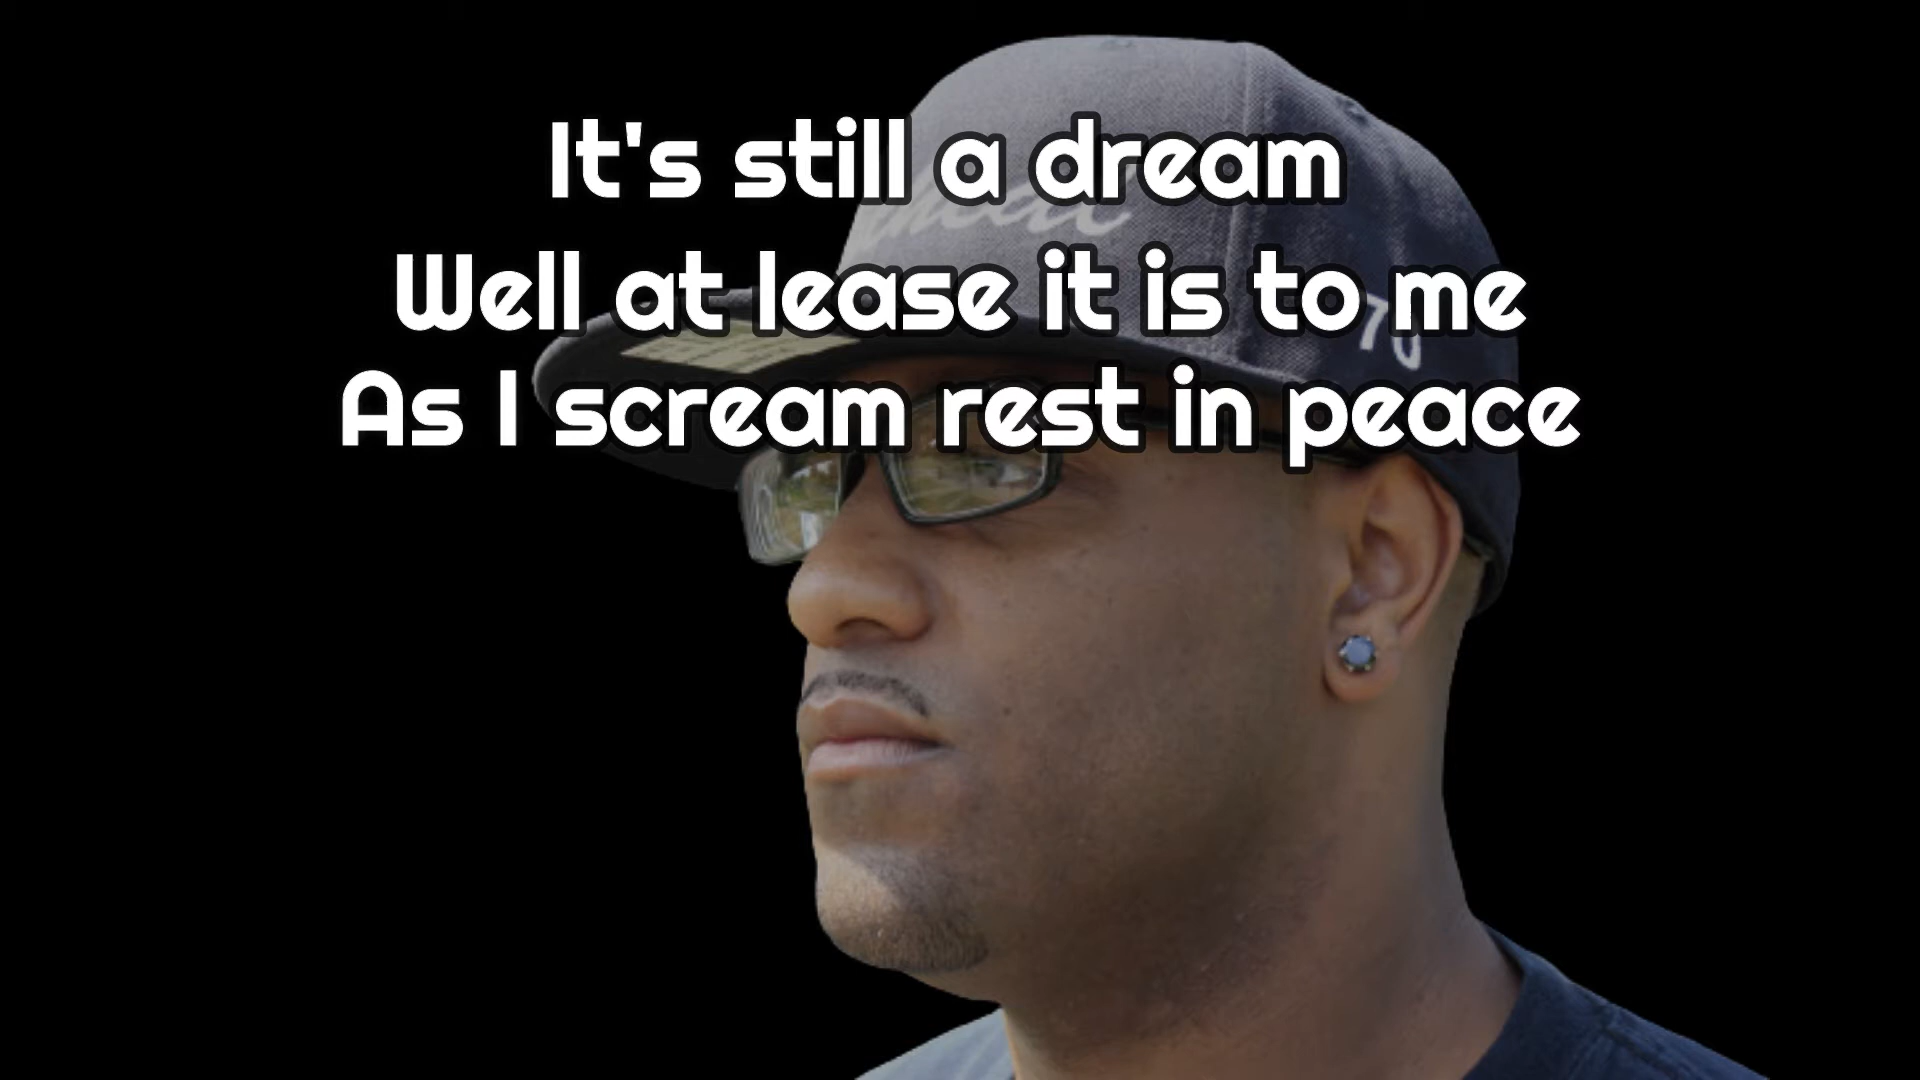 It's still a dream
Well at lease it is to me
As I scream rest in peace